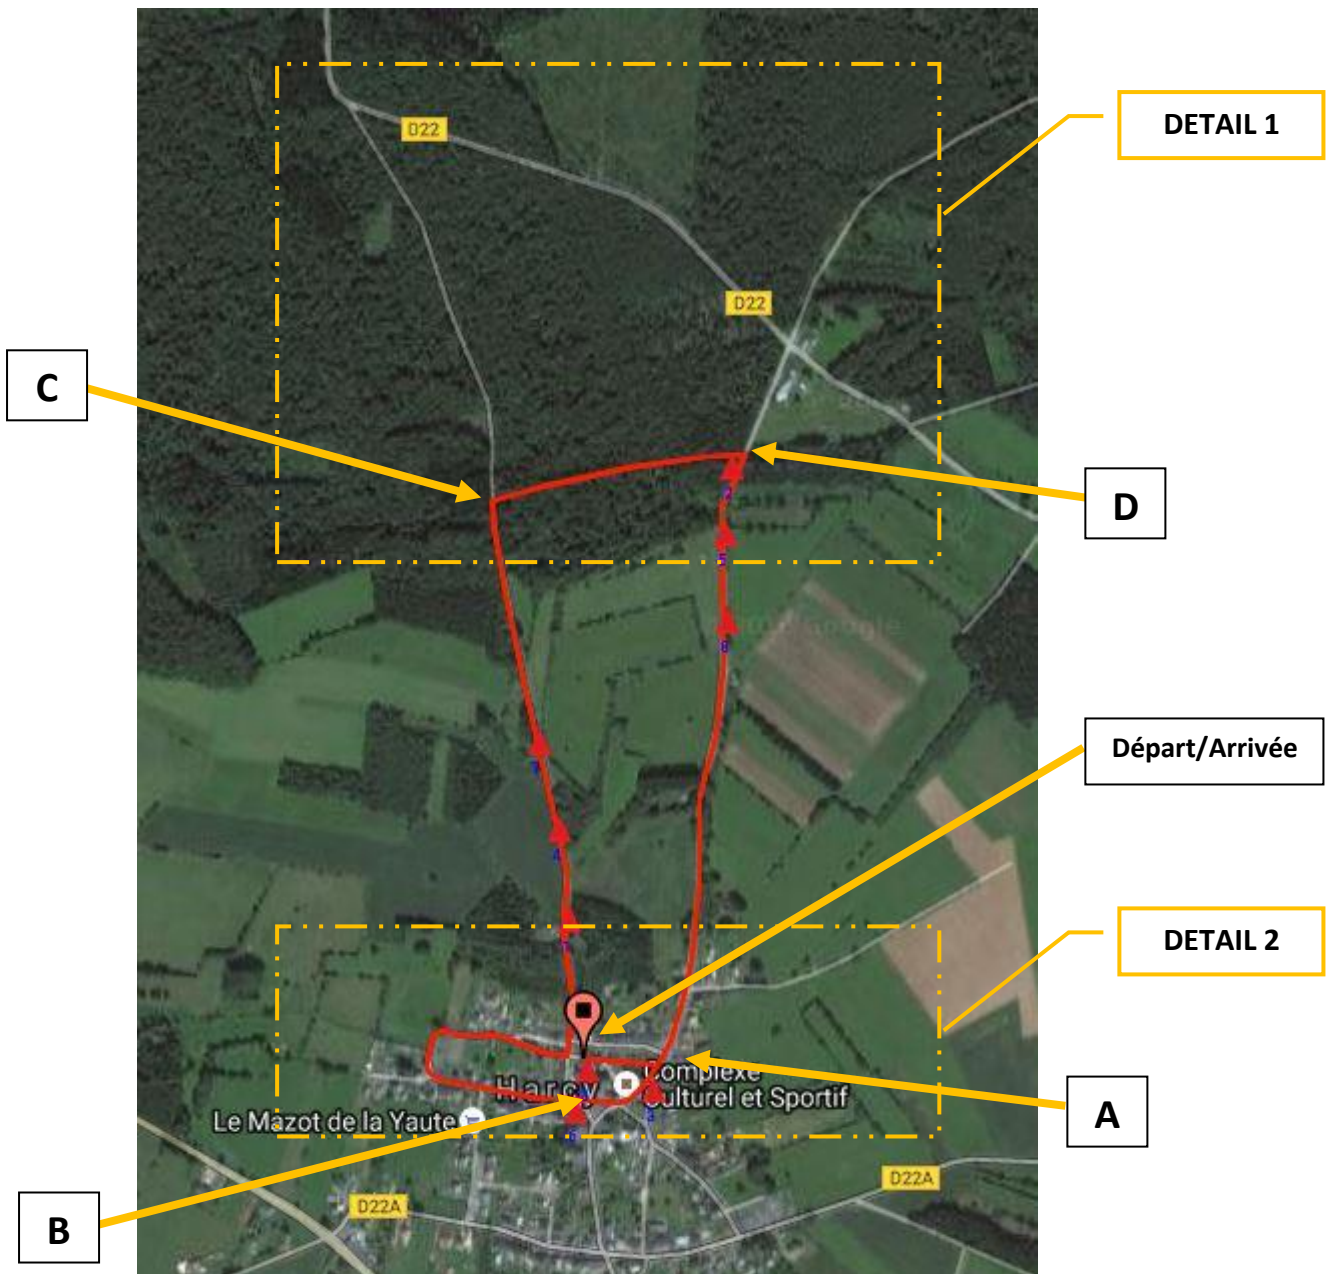 DETAIL 1
D22
D22
C
D
Départ/Arrivée
DETAIL 2
Harcy
Complexe
Culturel et Sportif
Le Mazot de la Yaute
A
D22A
D22A
B